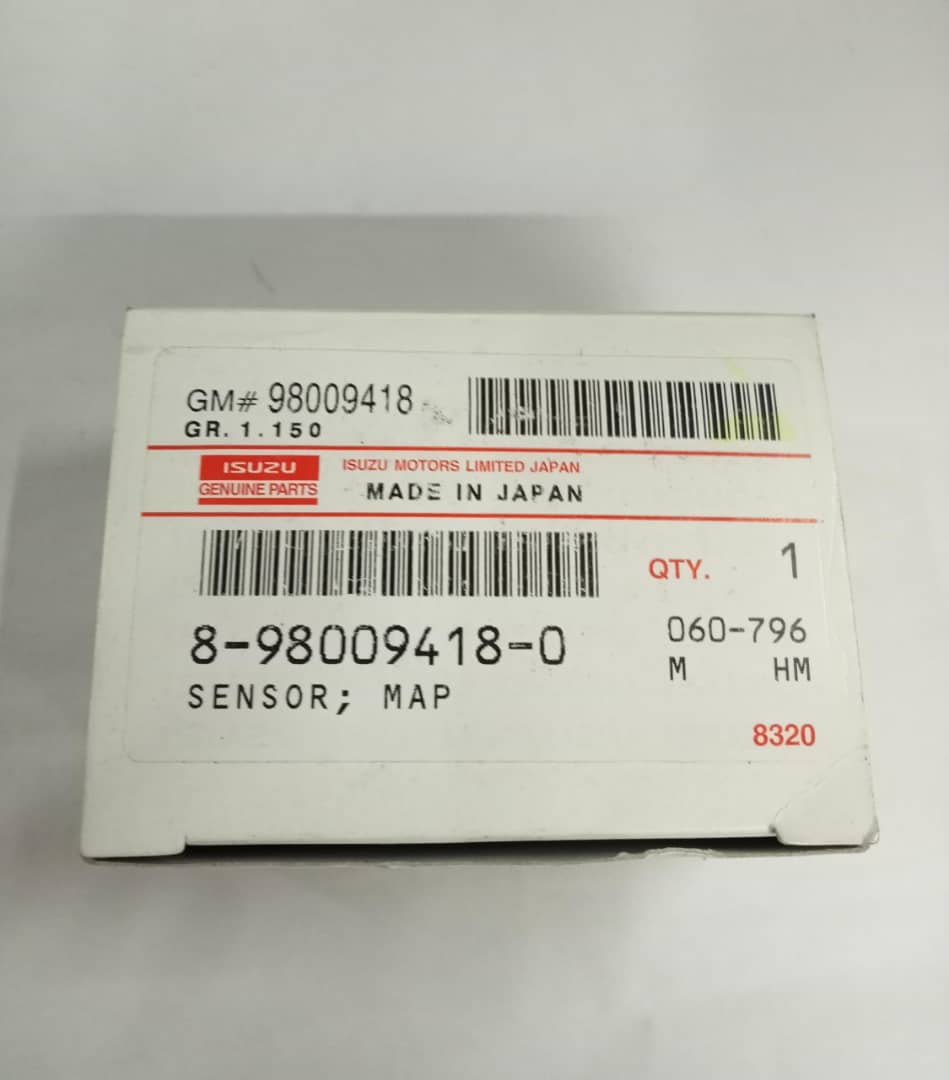 GM# 98009418
GR. 1.150
ISUZU
GENUINE PARTS
ISUZU MOTORS LIMITED JAPAN
MADE IN JAPAN
QTY. 1
8-98009418-0
060-796
SENSOR; MAP
M HM
8320